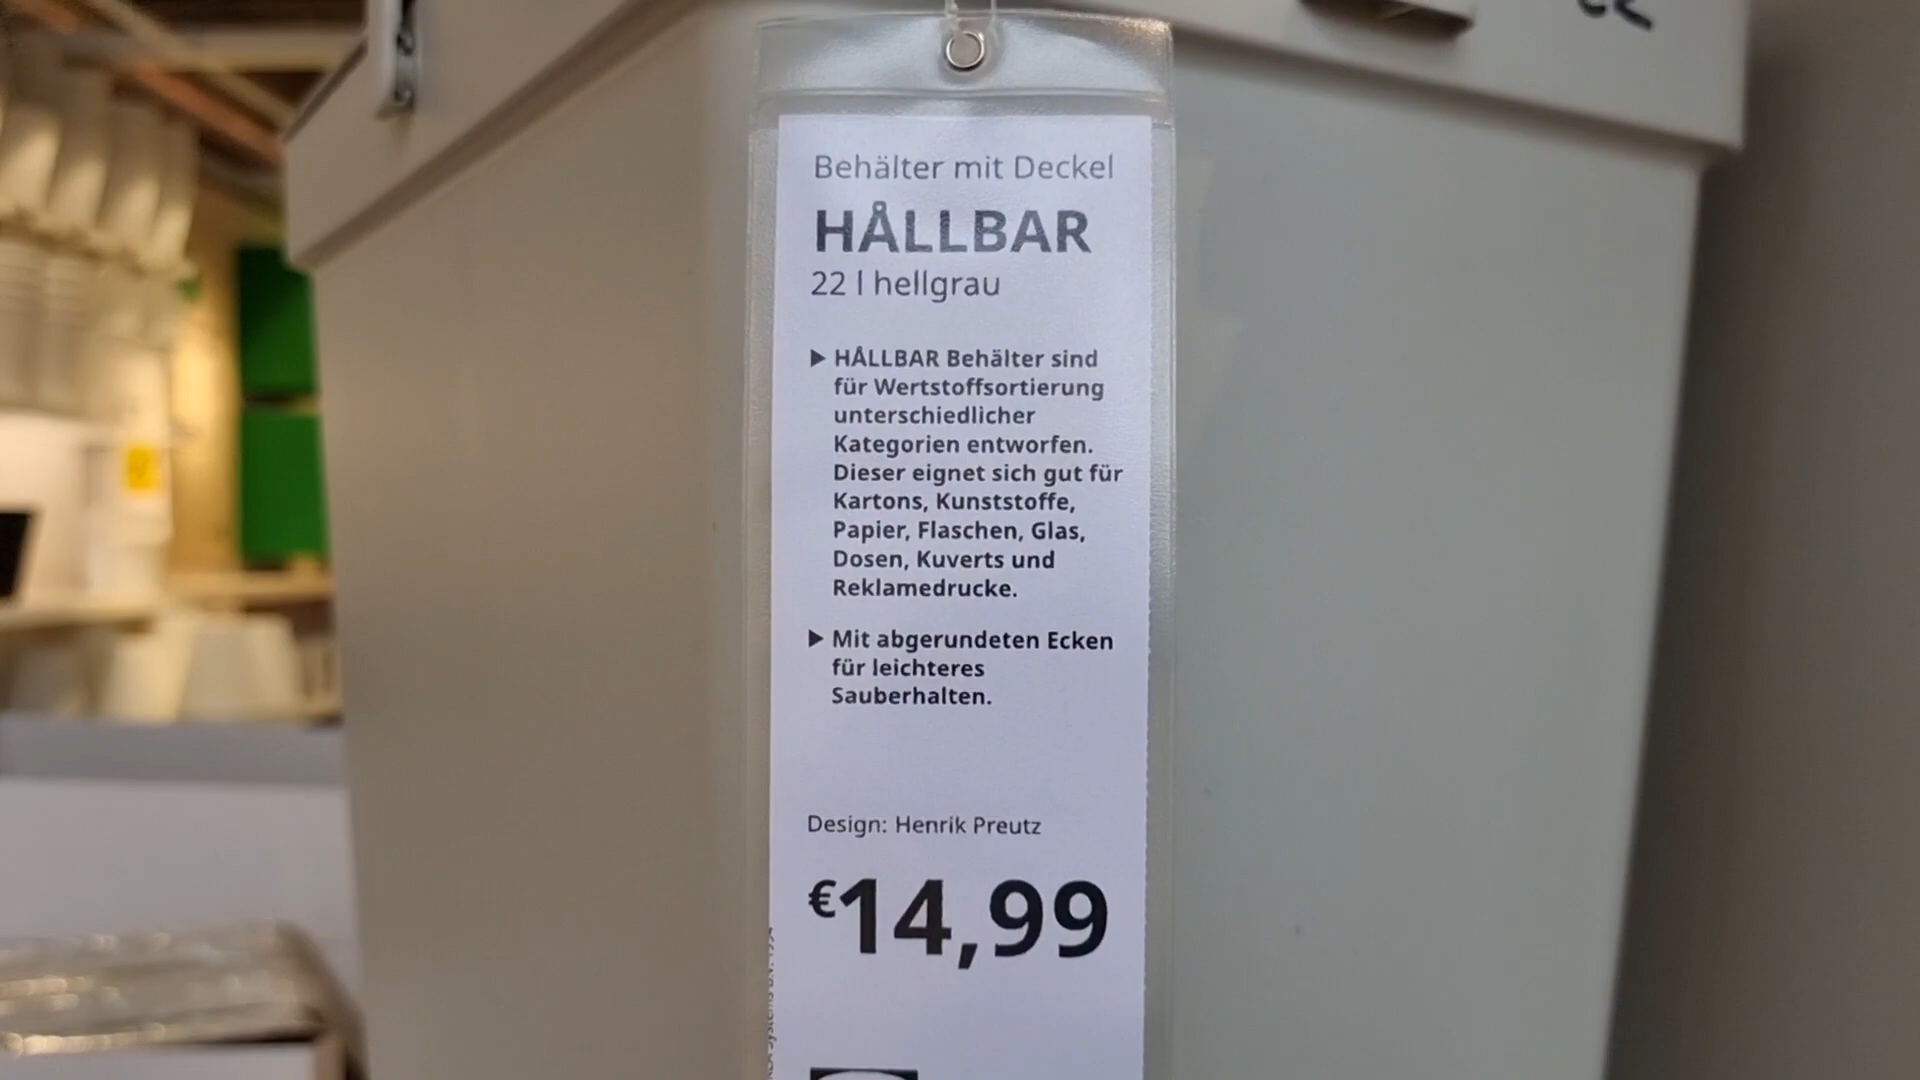 Behälter mit Deckel
HÅLLBAR
22 l hellgrau
▶ HÅLLBAR Behälter sind
für Wertstoffsortierung
unterschiedlicher
Kategorien entworfen.
Dieser eignet sich gut für
Kartons, Kunststoffe,
Papier, Flaschen, Glas,
Dosen, Kuverts und
Reklamedrucke.
▶ Mit abgerundeten Ecken
für leichteres
Sauberhalten.
Design: Henrik Preutz
€14,99